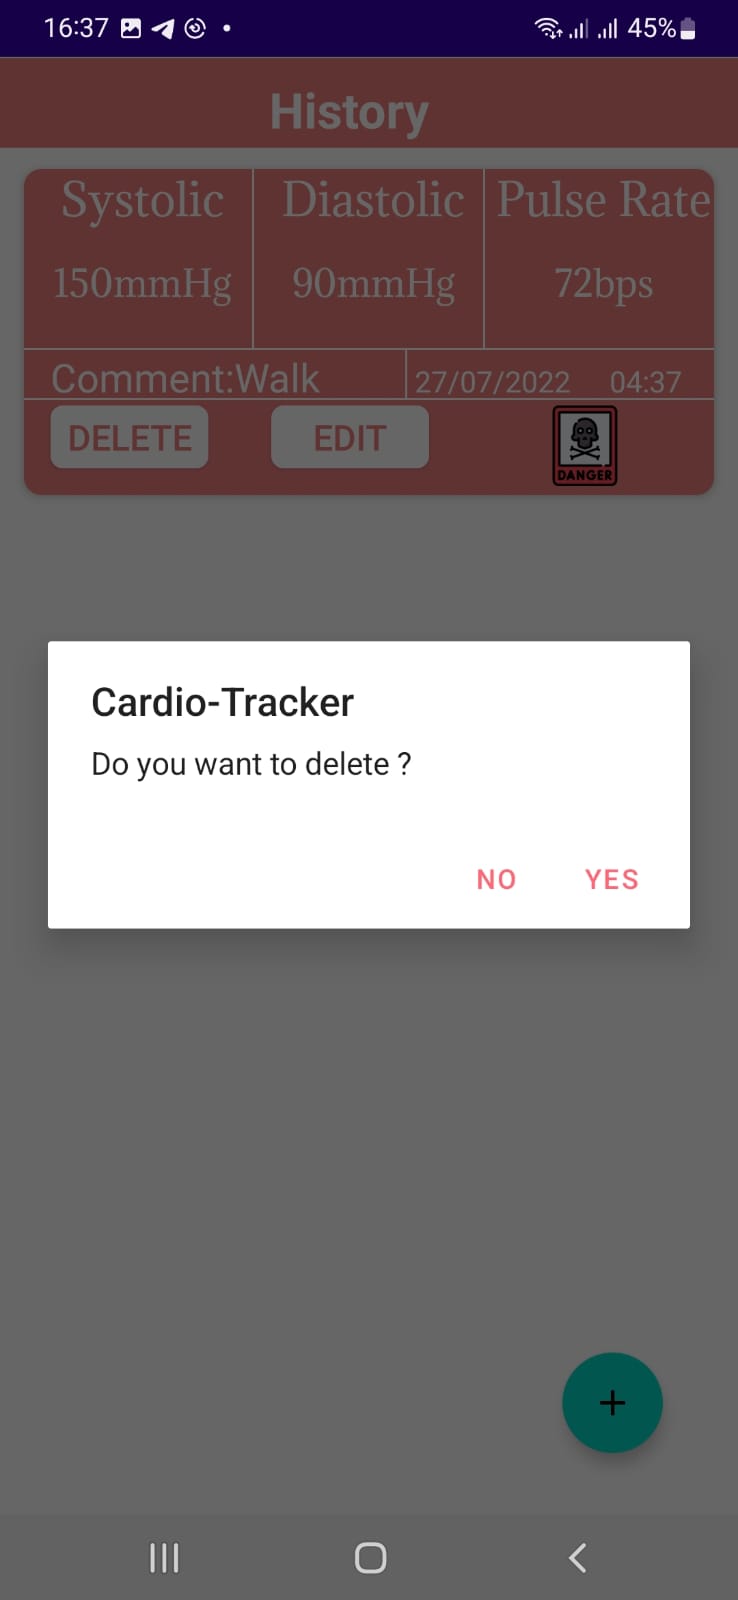 16:37 45%
History
Systolic Diastolic Pulse Rate
150mmHg 90mmHg 72bps
Comment:Walk 27/07/2022 04:37
DELETE EDIT
DANGER
Cardio-Tracker
Do you want to delete ?
NO YES
+